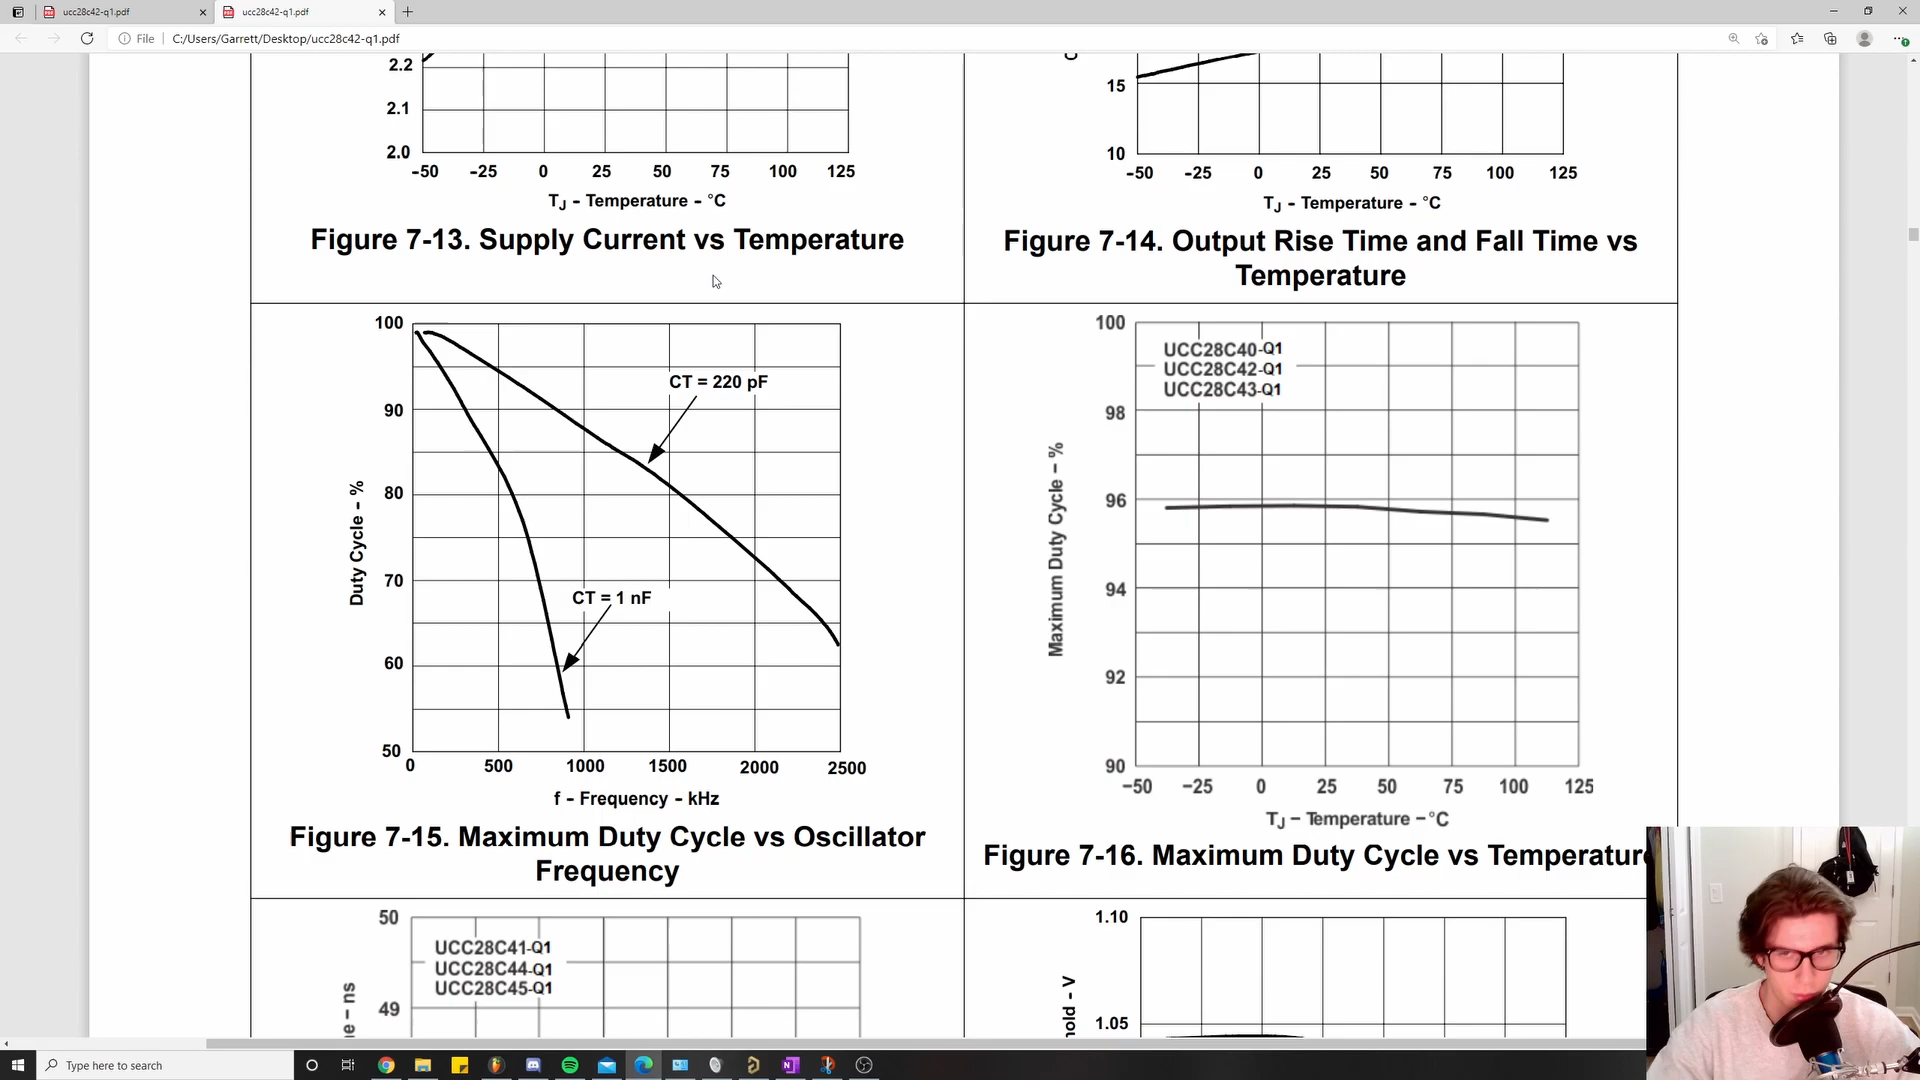 ucc28c42-q1.pdf
ucc28c42-q1.pdf
File
C:/Users/Garrett/Desktop/ucc28c42-q1.pdf
2.2
2.1
2.0
-50 -25 0 25 50 75 100 125
TJ - Temperature - °C
Figure 7-13. Supply Current vs Temperature
15
10
-50 -25 0 25 50 75 100 125
TJ - Temperature - °C
Figure 7-14. Output Rise Time and Fall Time vs
Temperature
100
90
80
70
60
50
Duty Cycle - %
CT = 220 pF
CT = 1 nF
0 500 1000 1500 2000 2500
f - Frequency - kHz
Figure 7-15. Maximum Duty Cycle vs Oscillator
Frequency
100
98
96
94
92
90
Maximum Duty Cycle – %
UCC28C40-Q1
UCC28C42-Q1
UCC28C43-Q1
–50 –25 0 25 50 75 100 125
TJ – Temperature – °C
Figure 7-16. Maximum Duty Cycle vs Temperature
50
49
e – ns
UCC28C41-Q1
UCC28C44-Q1
UCC28C45-Q1
1.10
1.05
hold - V
Type here to search